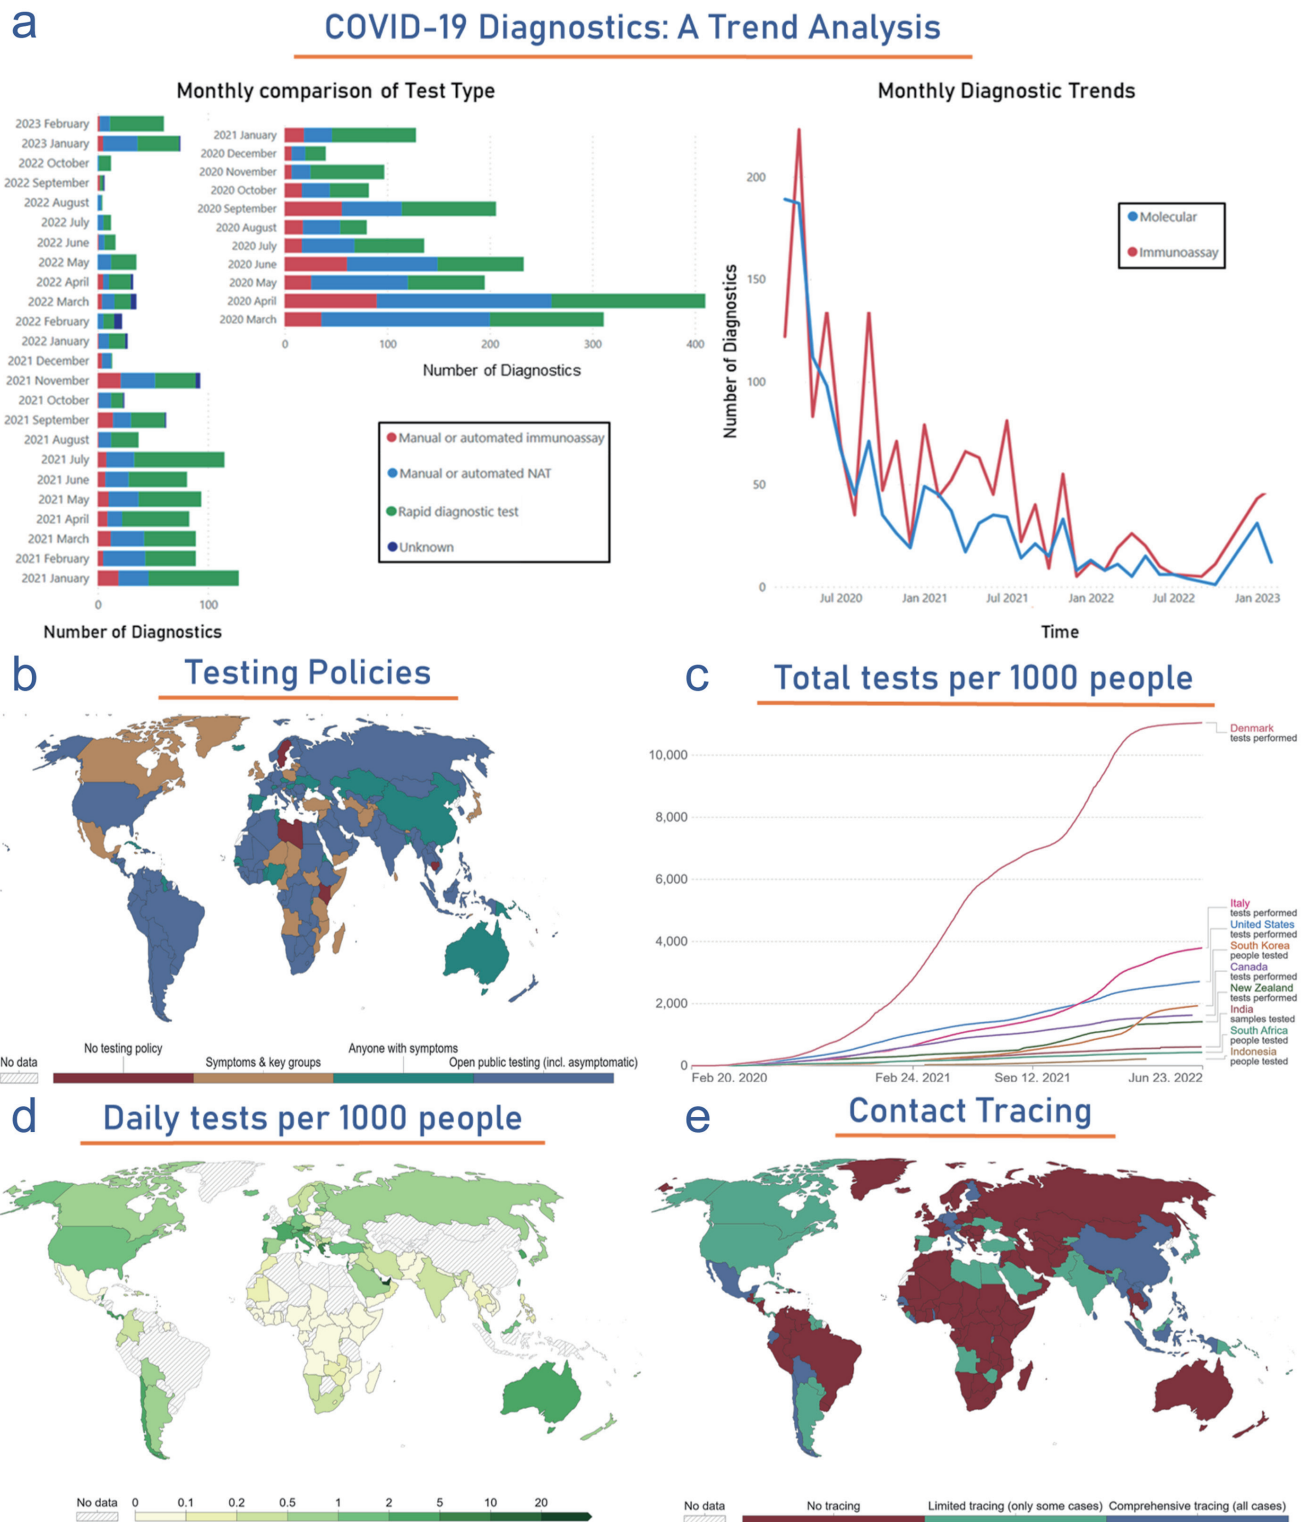 a
COVID-19 Diagnostics: A Trend Analysis
Monthly comparison of Test Type
2023 February
2023 January
2022 October
2022 September
2022 August
2022 July
2022 June
2022 May
2022 April
2022 March
2022 February
2022 January
2021 December
2021 November
2021 October
2021 September
2021 August
2021 July
2021 June
2021 May
2021 April
2021 March
2021 February
2021 January
0 100
Number of Diagnostics
2021 January
2020 December
2020 November
2020 October
2020 September
2020 August
2020 July
2020 June
2020 May
2020 April
2020 March
0 100 200 300 400
Number of Diagnostics
Manual or automated immunoassay
Manual or automated NAT
Rapid diagnostic test
Unknown
Monthly Diagnostic Trends
Number of Diagnostics
200
150
100
50
0
Molecular
Immunoassay
Jul 2020 Jan 2021 Jul 2021 Jan 2022 Jul 2022 Jan 2023
Time
b
Testing Policies
No data
No testing policy
Symptoms & key groups
Anyone with symptoms
Open public testing (incl. asymptomatic)
c
Total tests per 1000 people
10,000
8,000
6,000
4,000
2,000
0
Feb 20. 2020 Feb 24. 2021 Sep 12. 2021 Jun 23. 2022
Denmark
tests performed
Italy
tests performed
United States
tests performed
South Korea
people tested
Canada
tests performed
New Zealand
tests performed
India
samples tested
South Africa
people tested
Indonesia
people tested
d
Daily tests per 1000 people
No data 0 0.1 0.2 0.5 1 2 5 10 20
e
Contact Tracing
No data No tracing Limited tracing (only some cases) Comprehensive tracing (all cases)